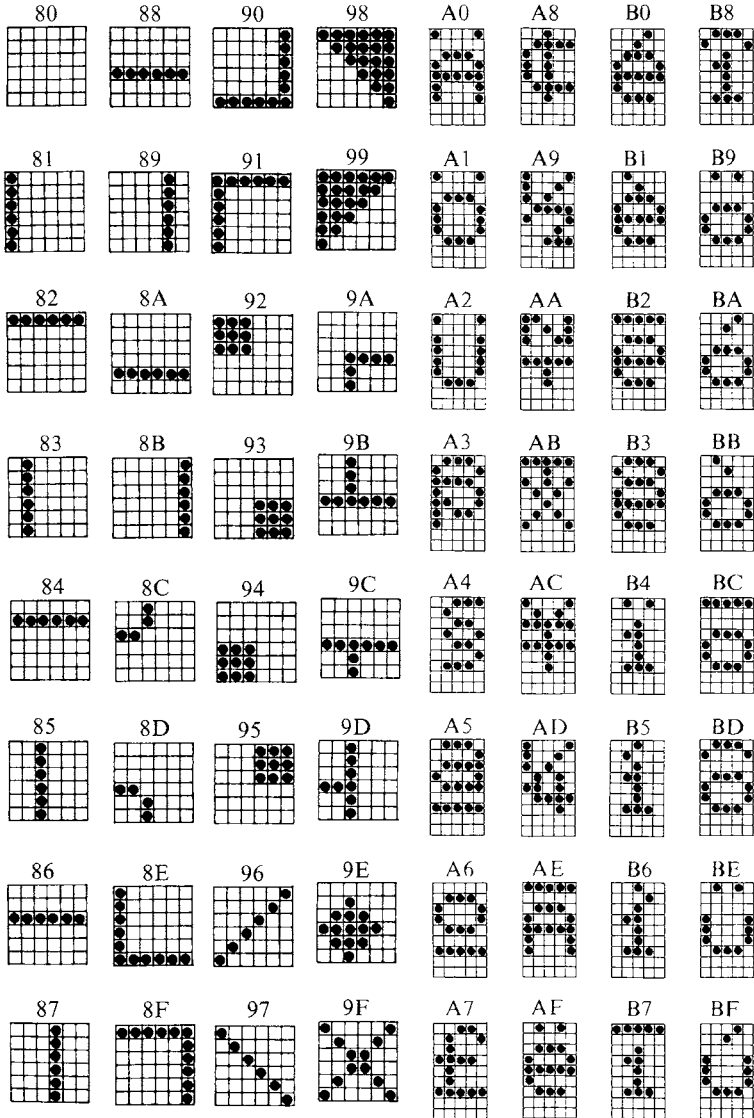 80 88 90 98 A0 A8 B0 B8
81 89 91 99 A1 A9 B1 B9
82 8A 92 9A A2 AA B2 BA
83 8B 93 9B A3 AB B3 BB
84 8C 94 9C A4 AC B4 BC
85 8D 95 9D A5 AD B5 BD
86 8E 96 9E A6 AE B6 BE
87 8F 97 9F A7 AF B7 BF